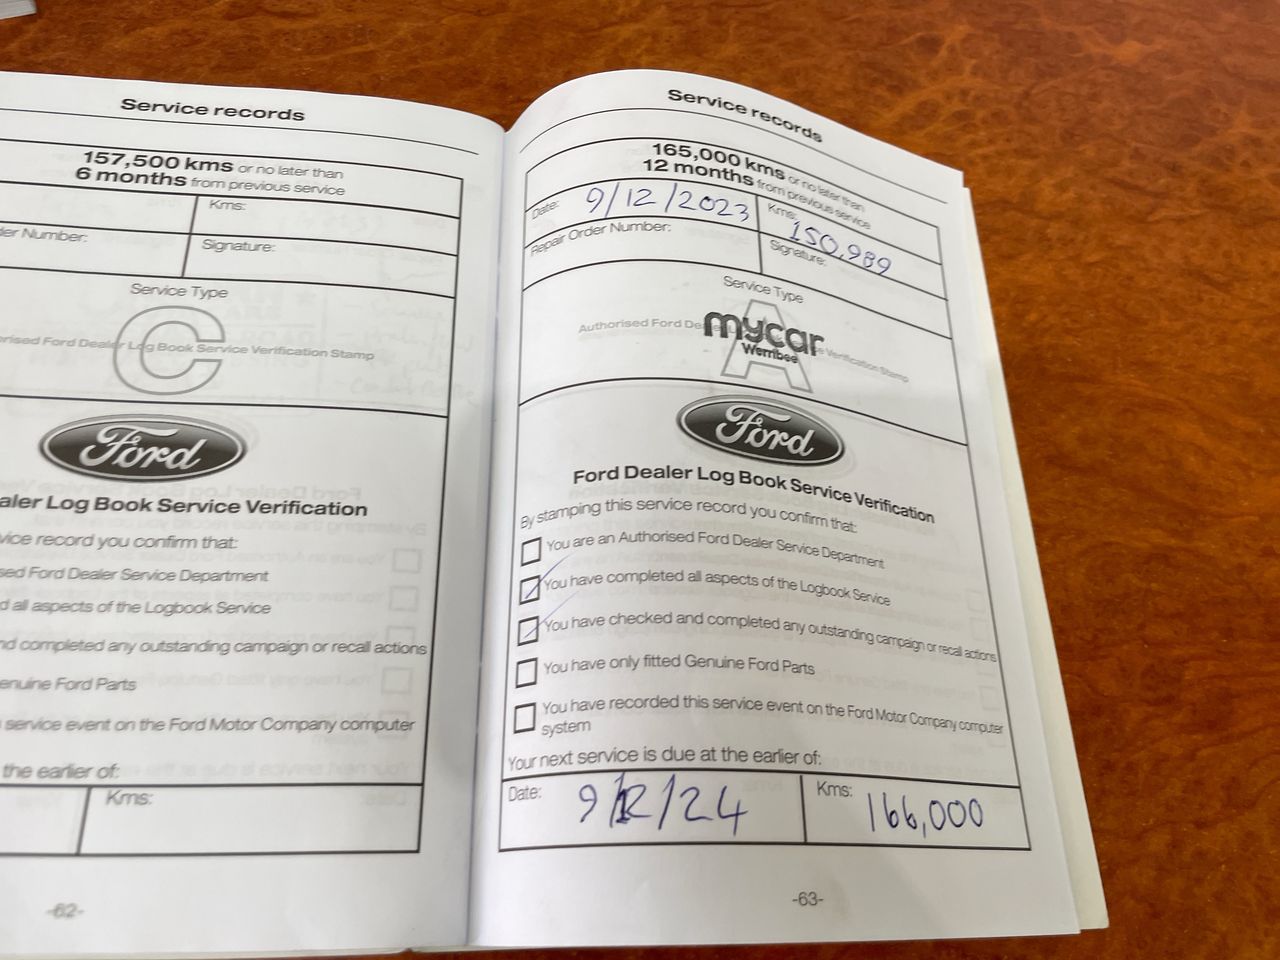 Service records
157,500 kms or no later than
6 months from previous service
Kms:
der Number:
Signature:
Service Type
C
rised Ford Dealer Log Book Service Verification Stamp
Ford
aler Log Book Service Verification
vice record you confirm that:
sed Ford Dealer Service Department
d all aspects of the Logbook Service
nd completed any outstanding campaign or recall actions
enuine Ford Parts
service event on the Ford Motor Company computer
the earlier of:
Kms:
-62-
Service records
165,000 kms or no later than
12 months from previous service
Date: 9/12/2023
Kms: 150,989
Repair Order Number:
Signature:
Service Type
A
Authorised Ford Dealer Verification Stamp
mycar
Werribee
Ford
Ford Dealer Log Book Service Verification
By stamping this service record you confirm that:
You are an Authorised Ford Dealer Service Department
You have completed all aspects of the Logbook Service
You have checked and completed any outstanding campaign or recall actions
You have only fitted Genuine Ford Parts
You have recorded this service event on the Ford Motor Company computer
system
Your next service is due at the earlier of:
Date: 9/12/24
Kms: 166,000
-63-